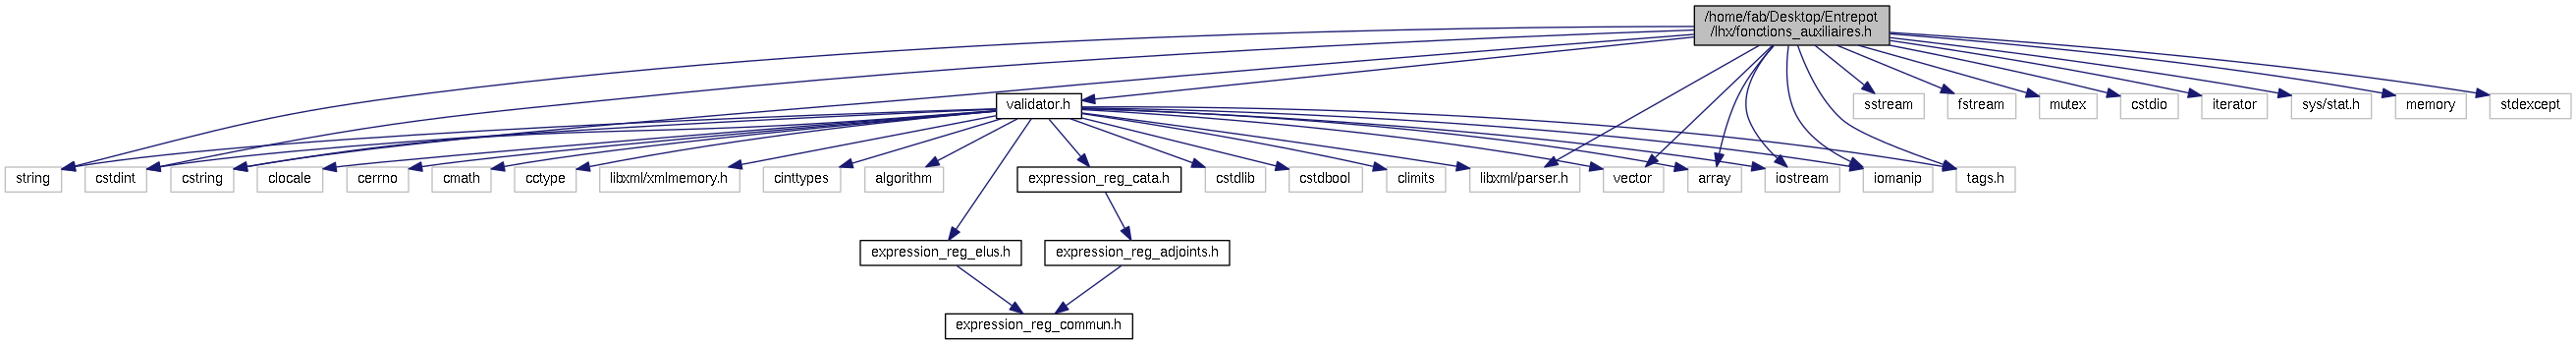 /home/fab/Desktop/Entrepot
/lhx/fonctions_auxiliaires.h
validator.h
sstream
fstream
mutex
cstdio
iterator
sys/stat.h
memory
stdexcept
string
cstdint
cstring
clocale
cerrno
cmath
cctype
libxml/xmlmemory.h
cinttypes
algorithm
expression_reg_cata.h
cstdlib
cstdbool
climits
libxml/parser.h
vector
array
iostream
iomanip
tags.h
expression_reg_elus.h
expression_reg_adjoints.h
expression_reg_commun.h